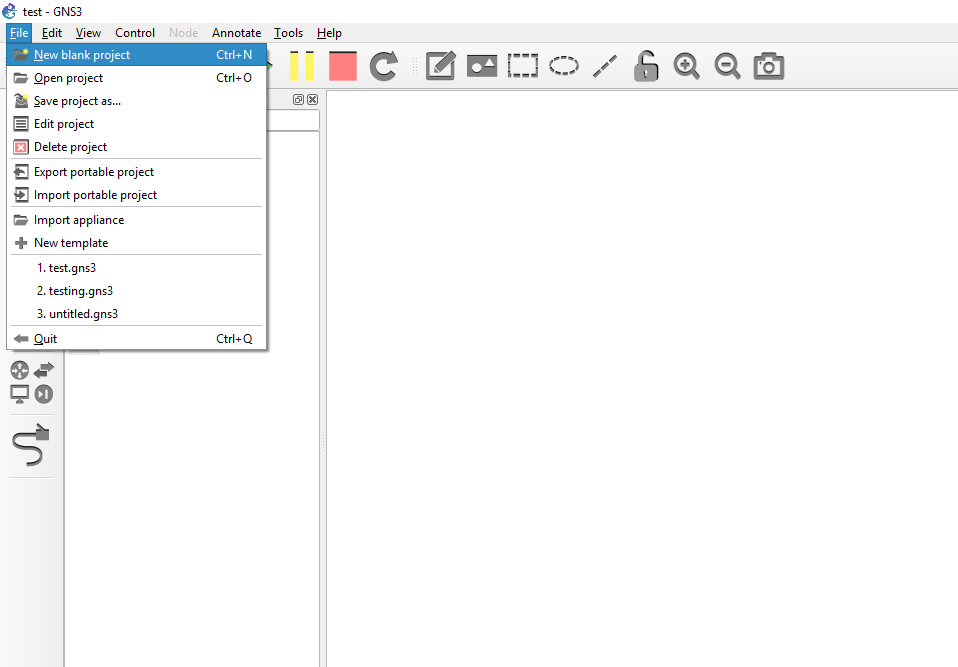 test - GNS3
File Edit View Control Node Annotate Tools Help
New blank project Ctrl+N
Open project Ctrl+O
Save project as...
Edit project
Delete project
Export portable project
Import portable project
Import appliance
New template
1. test.gns3
2. testing.gns3
3. untitled.gns3
Quit Ctrl+Q